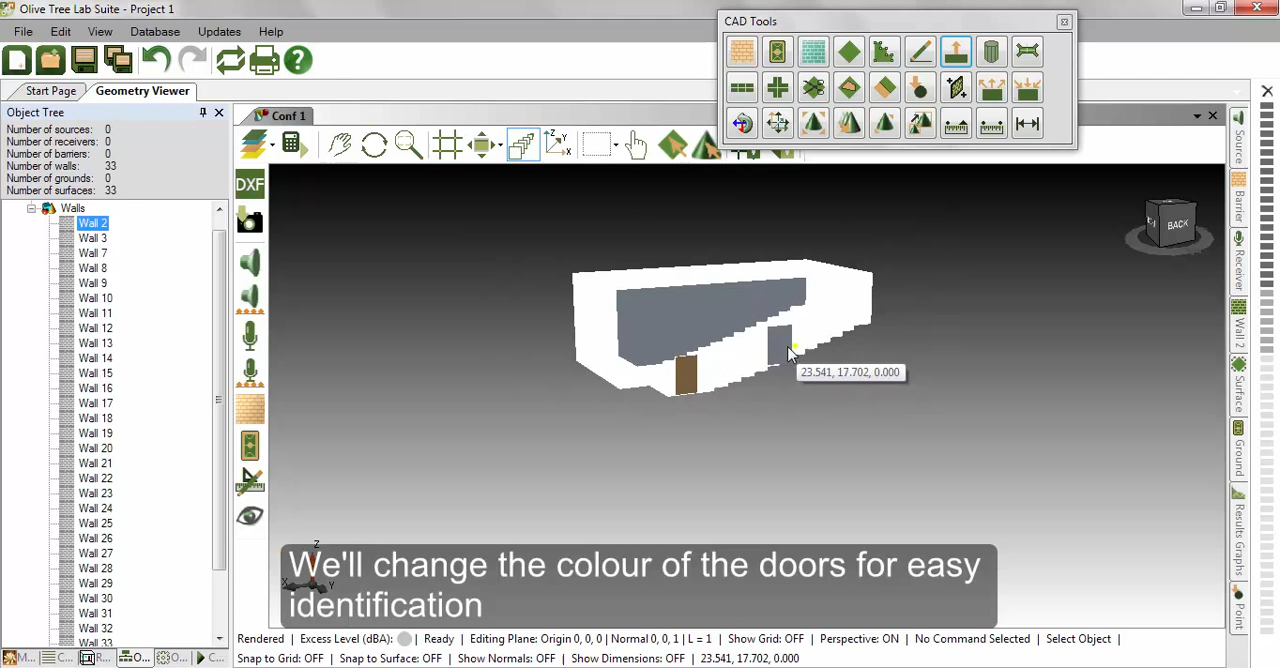 Olive Tree Lab Suite - Project 1
CAD Tools
File Edit View Database Updates Help
Start Page Geometry Viewer
Object Tree
Conf 1
Number of sources: 0
Number of receivers: 0
Number of barriers: 0
Number of walls: 33
Number of grounds: 0
Number of surfaces: 33
DXF
Walls
Wall 2
Wall 3
Wall 7
Wall 8
Wall 9
Wall 10
Wall 11
Wall 12
Wall 13
Wall 14
Wall 15
Wall 16
Wall 17
Wall 18
Wall 19
Wall 20
Wall 21
Wall 22
Wall 23
Wall 24
Wall 25
Wall 26
Wall 27
Wall 28
Wall 29
Wall 30
Wall 31
Wall 32
Wall 33
BACK
23.541, 17.702, 0.000
Source
Barrier
Receiver
Wall 2
Surface
Ground
Results Graphs
Point
We'll change the colour of the doors for easy
identification
Z
X
Y
Rendered | Excess Level (dBA): | Ready | Editing Plane: Origin 0, 0, 0 | Normal 0, 0, 1 | L = 1 | Show Grid: OFF | Perspective: ON | No Command Selected | Select Object |
M... C... R... O... O... C...
Snap to Grid: OFF | Snap to Surface: OFF | Show Normals: OFF | Show Dimensions: OFF | 23.541, 17.702, 0.000